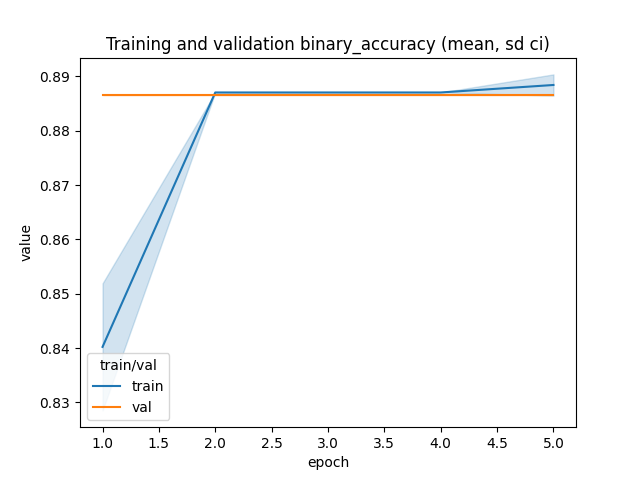 Training and validation binary_accuracy (mean, sd ci)
0.89
0.88
0.87
0.86
0.85
0.84
0.83
value
train/val
train
val
1.0 1.5 2.0 2.5 3.0 3.5 4.0 4.5 5.0
epoch